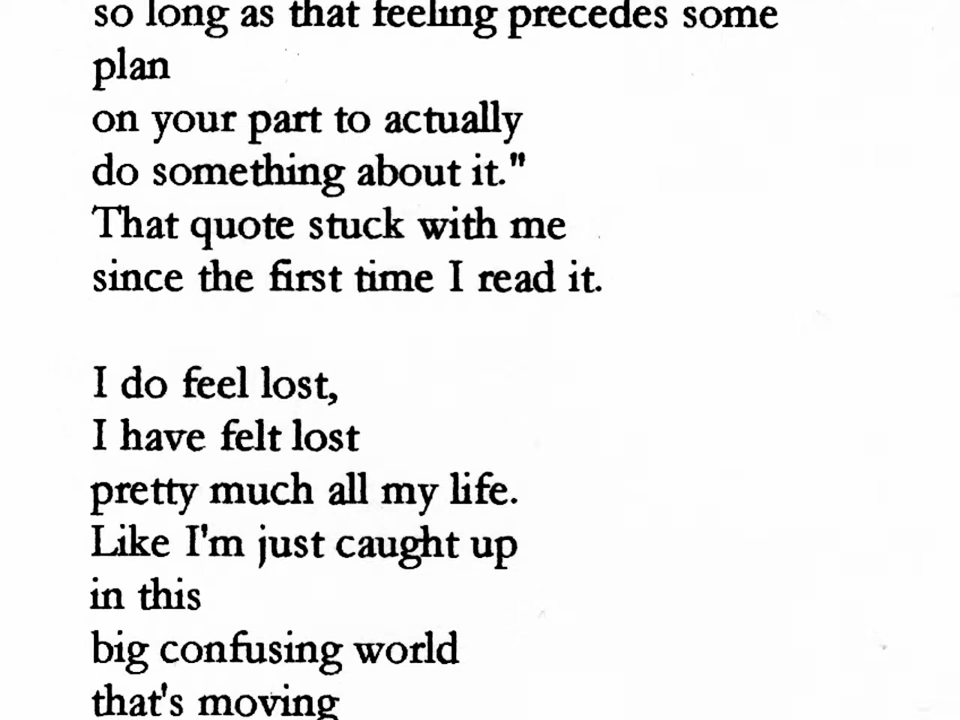 so long as that feeling precedes some
plan
on your part to actually
do something about it."
That quote stuck with me
since the first time I read it.
I do feel lost,
I have felt lost
pretty much all my life.
Like I'm just caught up
in this
big confusing world
that's moving